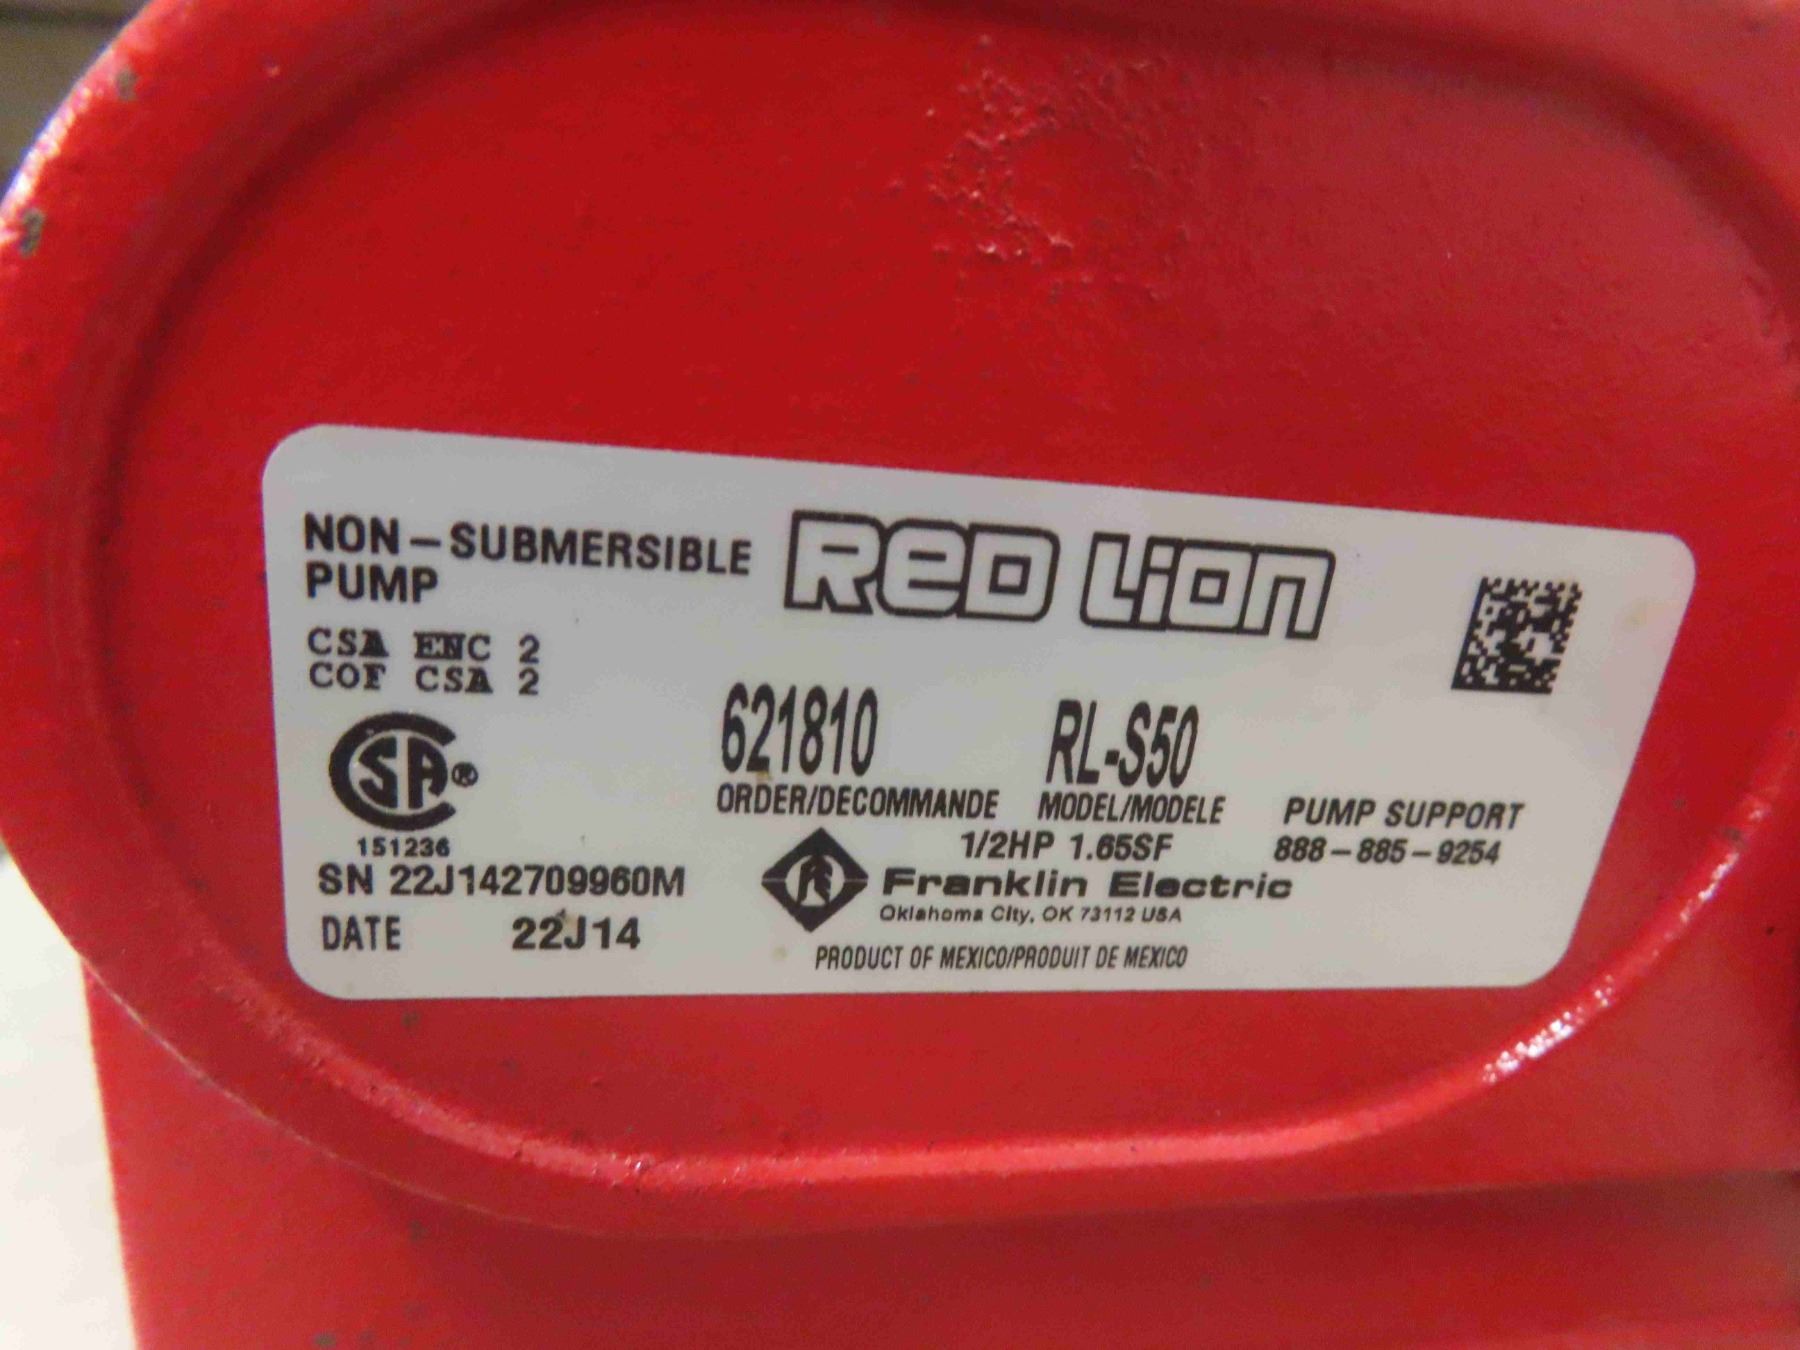 NON-SUBMERSIBLE
PUMP
RED LION
CSA ENC 2
COF CSA 2
621810 RL-S50
ORDER/DECOMMANDE MODEL/MODELE PUMP SUPPORT
1/2HP 1.65SF 888-885-9254
CSA®
151236
SN 22J142709960M
DATE 22J14
FE Franklin Electric
Oklahoma City, OK 73112 USA
PRODUCT OF MEXICO/PRODUIT DE MEXICO